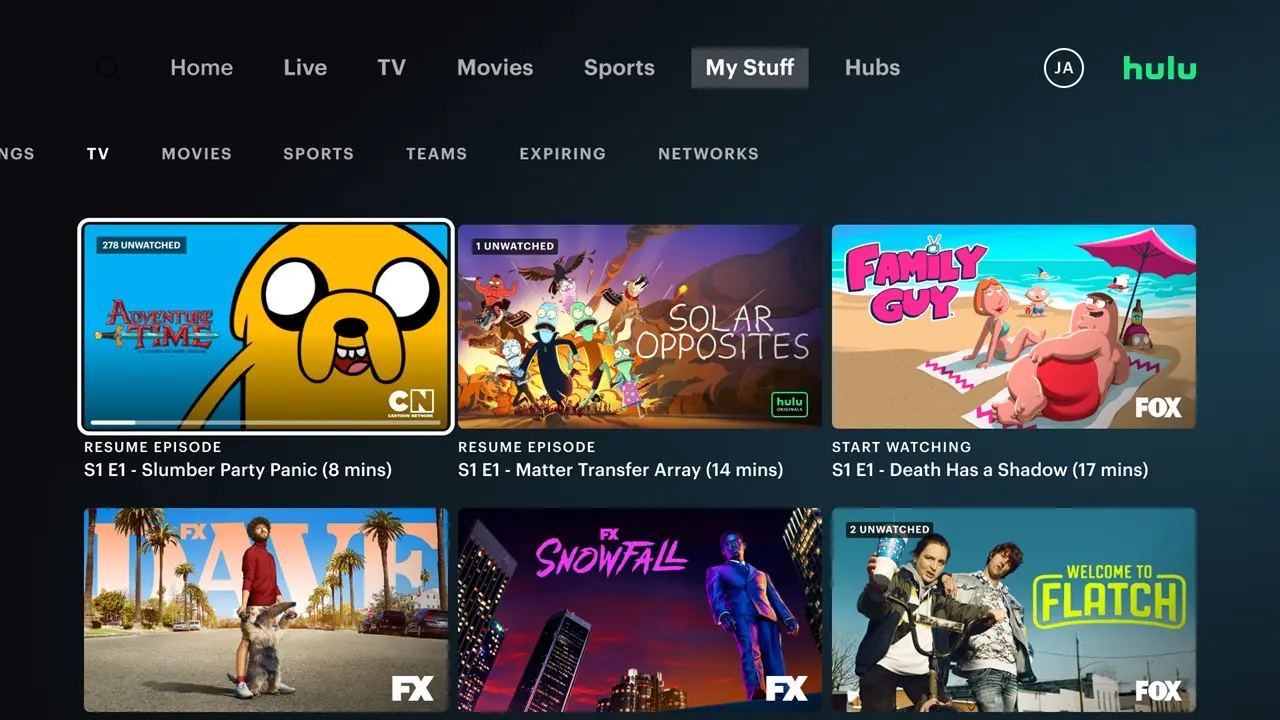 Home Live TV Movies Sports My Stuff Hubs JA hulu
NGS TV MOVIES SPORTS TEAMS EXPIRING NETWORKS
278 UNWATCHED
ADVENTURE
TIME
A CARTOON NETWORK ORIGINAL
CN
CARTOON NETWORK
1 UNWATCHED
SOLAR
OPPOSITES
hulu
ORIGINALS
FAMILY
GUY
FOX
RESUME EPISODE
S1 E1 - Slumber Party Panic (8 mins)
RESUME EPISODE
S1 E1 - Matter Transfer Array (14 mins)
START WATCHING
S1 E1 - Death Has a Shadow (17 mins)
FX
DAVE
FX
FX
SNOWFALL
FX
2 UNWATCHED
WELCOME TO
FLATCH
FOX